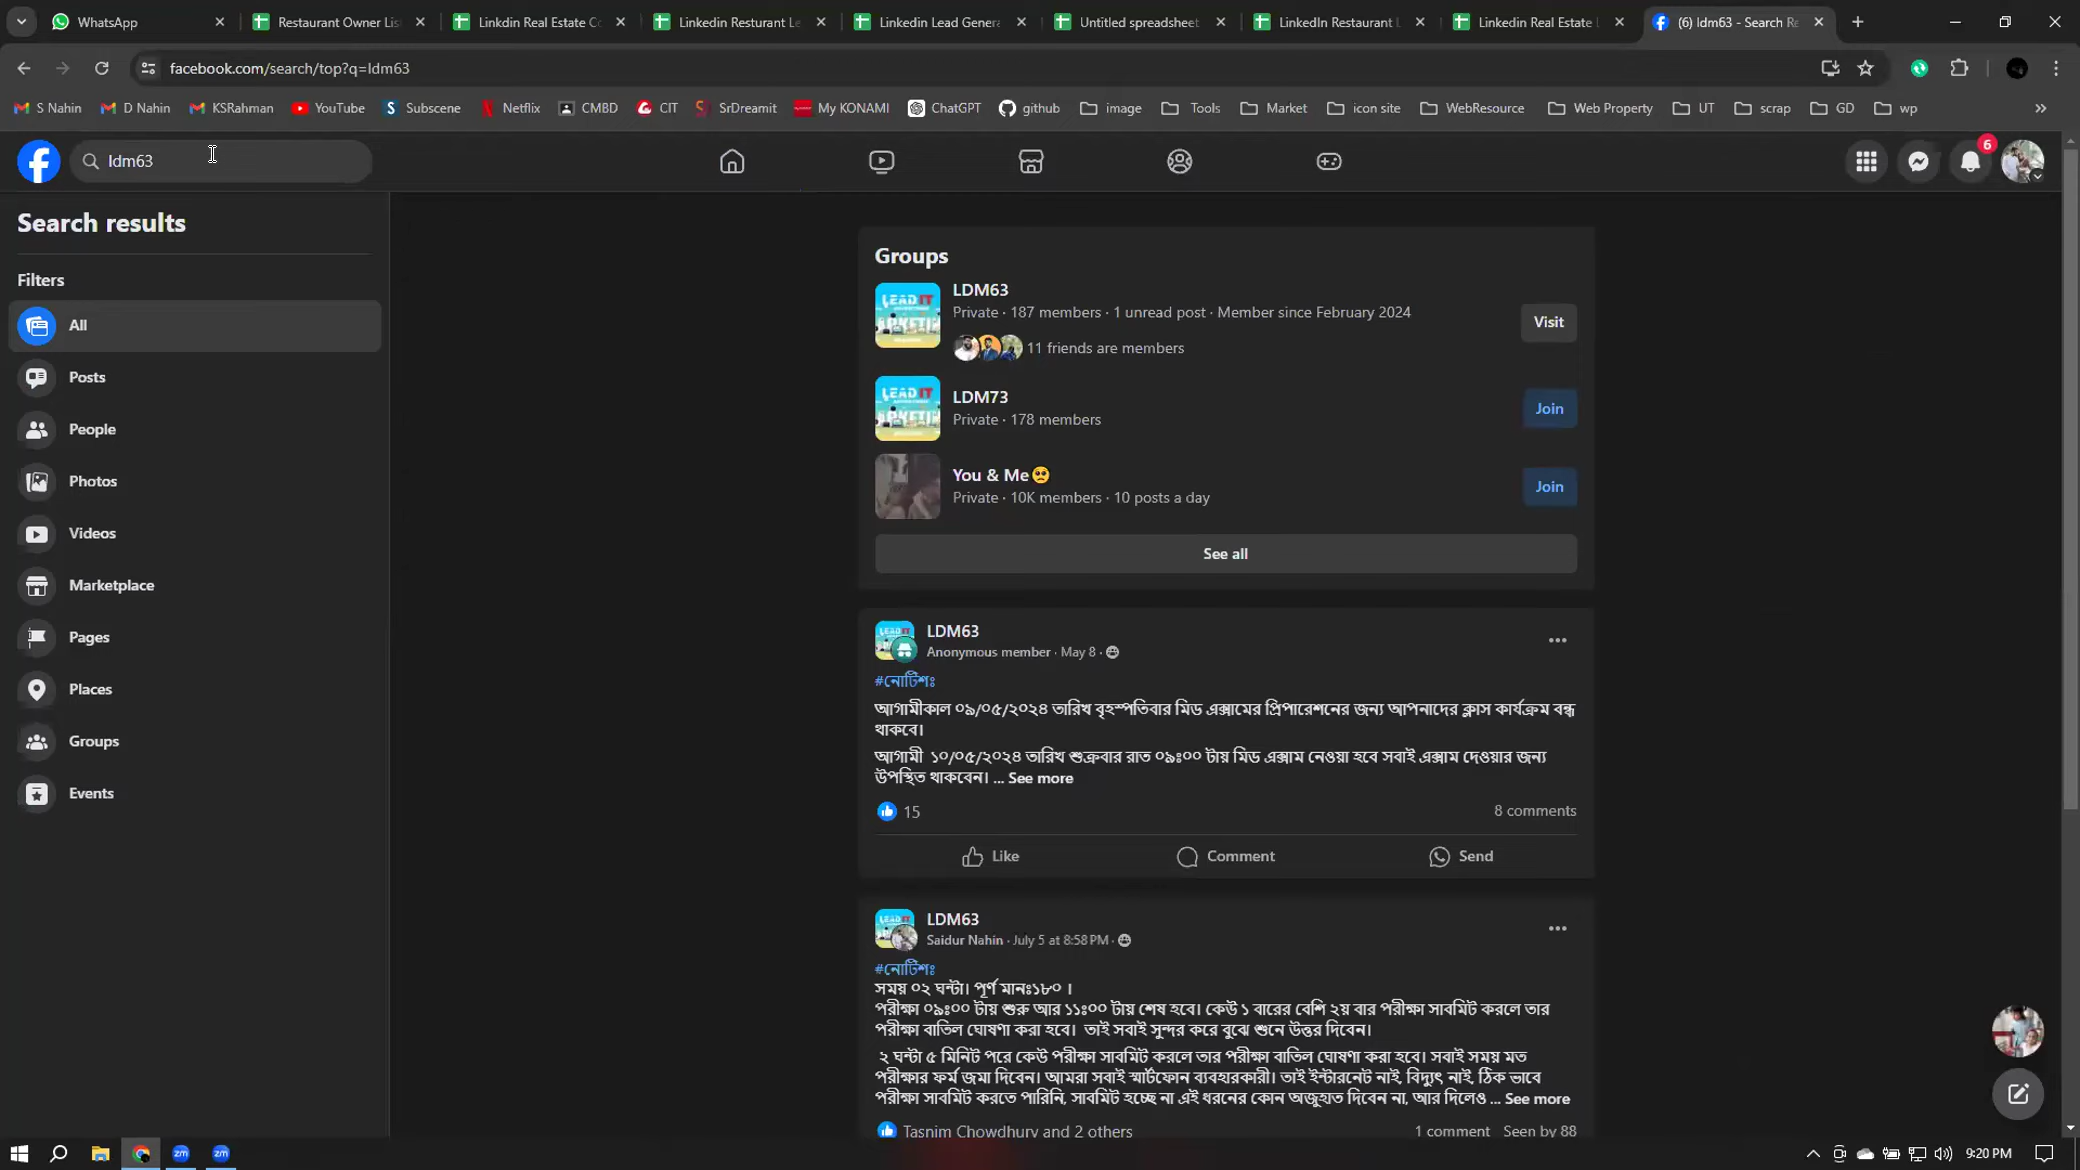 WhatsApp
Restaurant Owner Lis
Linkdin Real Estate Co
Linkedin Resturant Le
Linkedin Lead Genera
Untitled spreadsheet
LinkedIn Restaurant L
Linkedin Real Estate L
(6) ldm63 - Search Re
facebook.com/search/top?q=ldm63
S Nahin
D Nahin
KSRahman
YouTube
Subscene
Netflix
CMBD
CIT
SrDreamit
My KONAMI
ChatGPT
github
image
Tools
Market
icon site
WebResource
Web Property
UT
scrap
GD
wp
ldm63
6
Search results
Filters
All
Posts
People
Photos
Videos
Marketplace
Pages
Places
Groups
Events
Groups
LDM63
Private · 187 members · 1 unread post · Member since February 2024
11 friends are members
Visit
LDM73
Private · 178 members
Join
You & Me🥺
Private · 10K members · 10 posts a day
Join
See all
LDM63
Anonymous member · May 8 ·
#নোটিশঃ
আগামীকাল ০৯/০৫/২০২৪ তারিখ বৃহস্পতিবার মিড এক্সামের প্রিপারেশনের জন্য আপনাদের ক্লাস কার্যক্রম বন্ধ
থাকবে।
আগামী ১০/০৫/২০২৪ তারিখ শুক্রবার রাত ০৯ঃ০০ টায় মিড এক্সাম নেওয়া হবে সবাই এক্সাম দেওয়ার জন্য
উপস্থিত থাকবেন। ... See more
15
8 comments
Like
Comment
Send
LDM63
Saidur Nahin · July 5 at 8:58 PM ·
#নোটিশঃ
সময় ০২ ঘন্টা। পূর্ণ মানঃ১৮০ ।
পরীক্ষা ০৯ঃ০০ টায় শুরু আর ১১ঃ০০ টায় শেষ হবে। কেউ ১ বারের বেশি ২য় বার পরীক্ষা সাবমিট করলে তার
পরীক্ষা বাতিল ঘোষণা করা হবে। তাই সবাই সুন্দর করে বুঝে শুনে উত্তর দিবেন।
২ ঘন্টা ৫ মিনিট পরে কেউ পরীক্ষা সাবমিট করলে তার পরীক্ষা বাতিল ঘোষণা করা হবে। সবাই সময় মত
পরীক্ষার ফর্ম জমা দিবেন। আমরা সবাই স্মার্টফোন ব্যবহারকারী। তাই ইন্টারনেট নাই, বিদ্যুৎ নাই, ঠিক ভাবে
পরীক্ষা সাবমিট করতে পারিনি, সাবমিট হচ্ছে না এই ধরনের কোন অজুহাত দিবেন না, আর দিলেও ... See more
Tasnim Chowdhury and 2 others
1 comment Seen by 88
9:20 PM